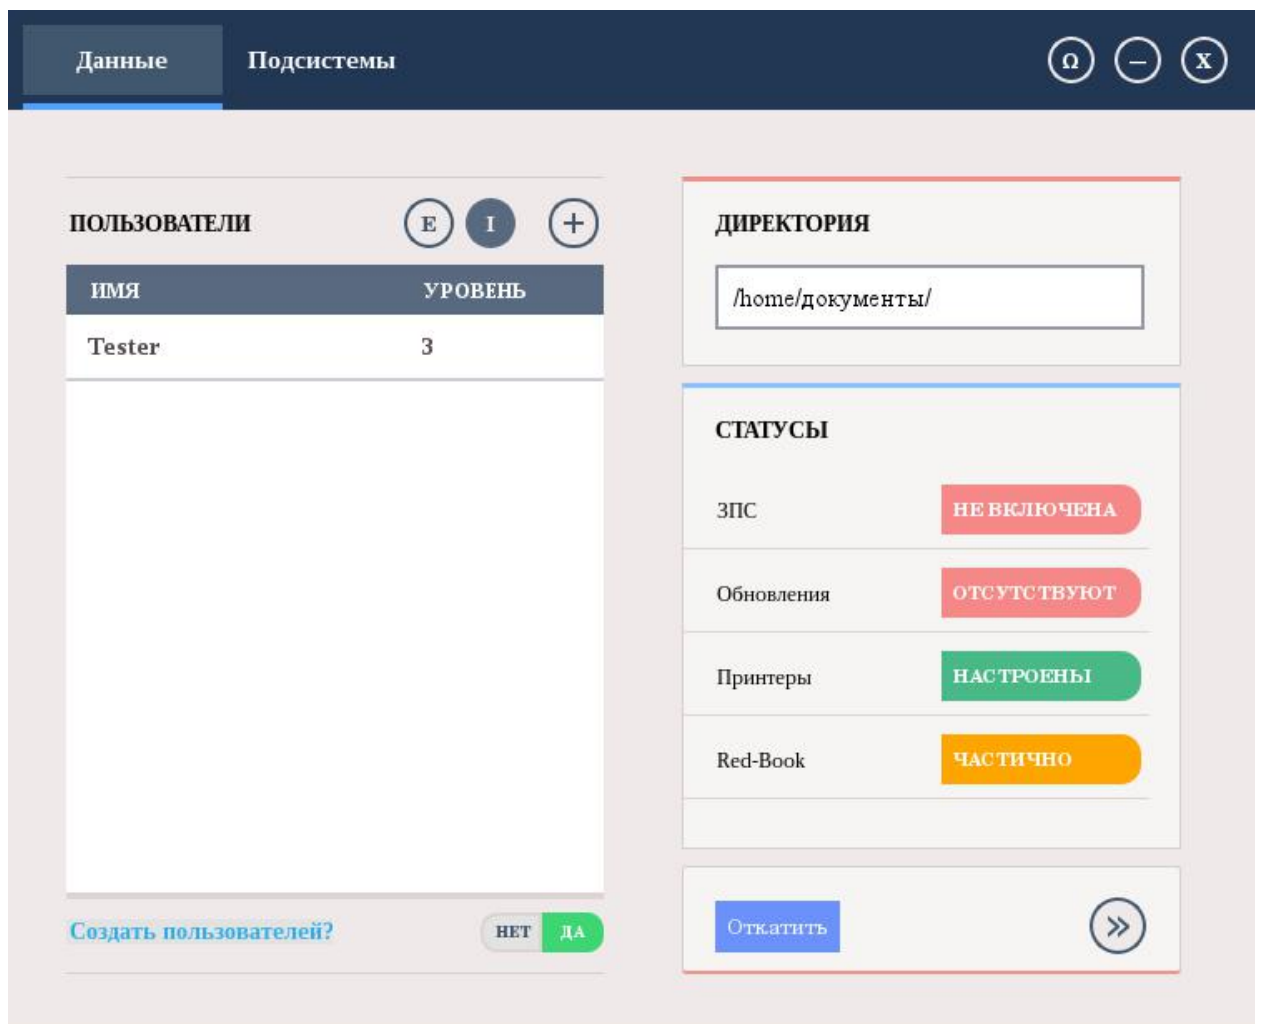 Данные Подсистемы Ω – X
ПОЛЬЗОВАТЕЛИ E I +
ИМЯ УРОВЕНЬ
Tester 3
Создать пользователей? НЕТ ДА
ДИРЕКТОРИЯ
/home/документы/
СТАТУСЫ
ЗПС НЕ ВКЛЮЧЕНА
Обновления ОТСУТСТВУЮТ
Принтеры НАСТРОЕНЫ
Red-Book ЧАСТИЧНО
Откатить »